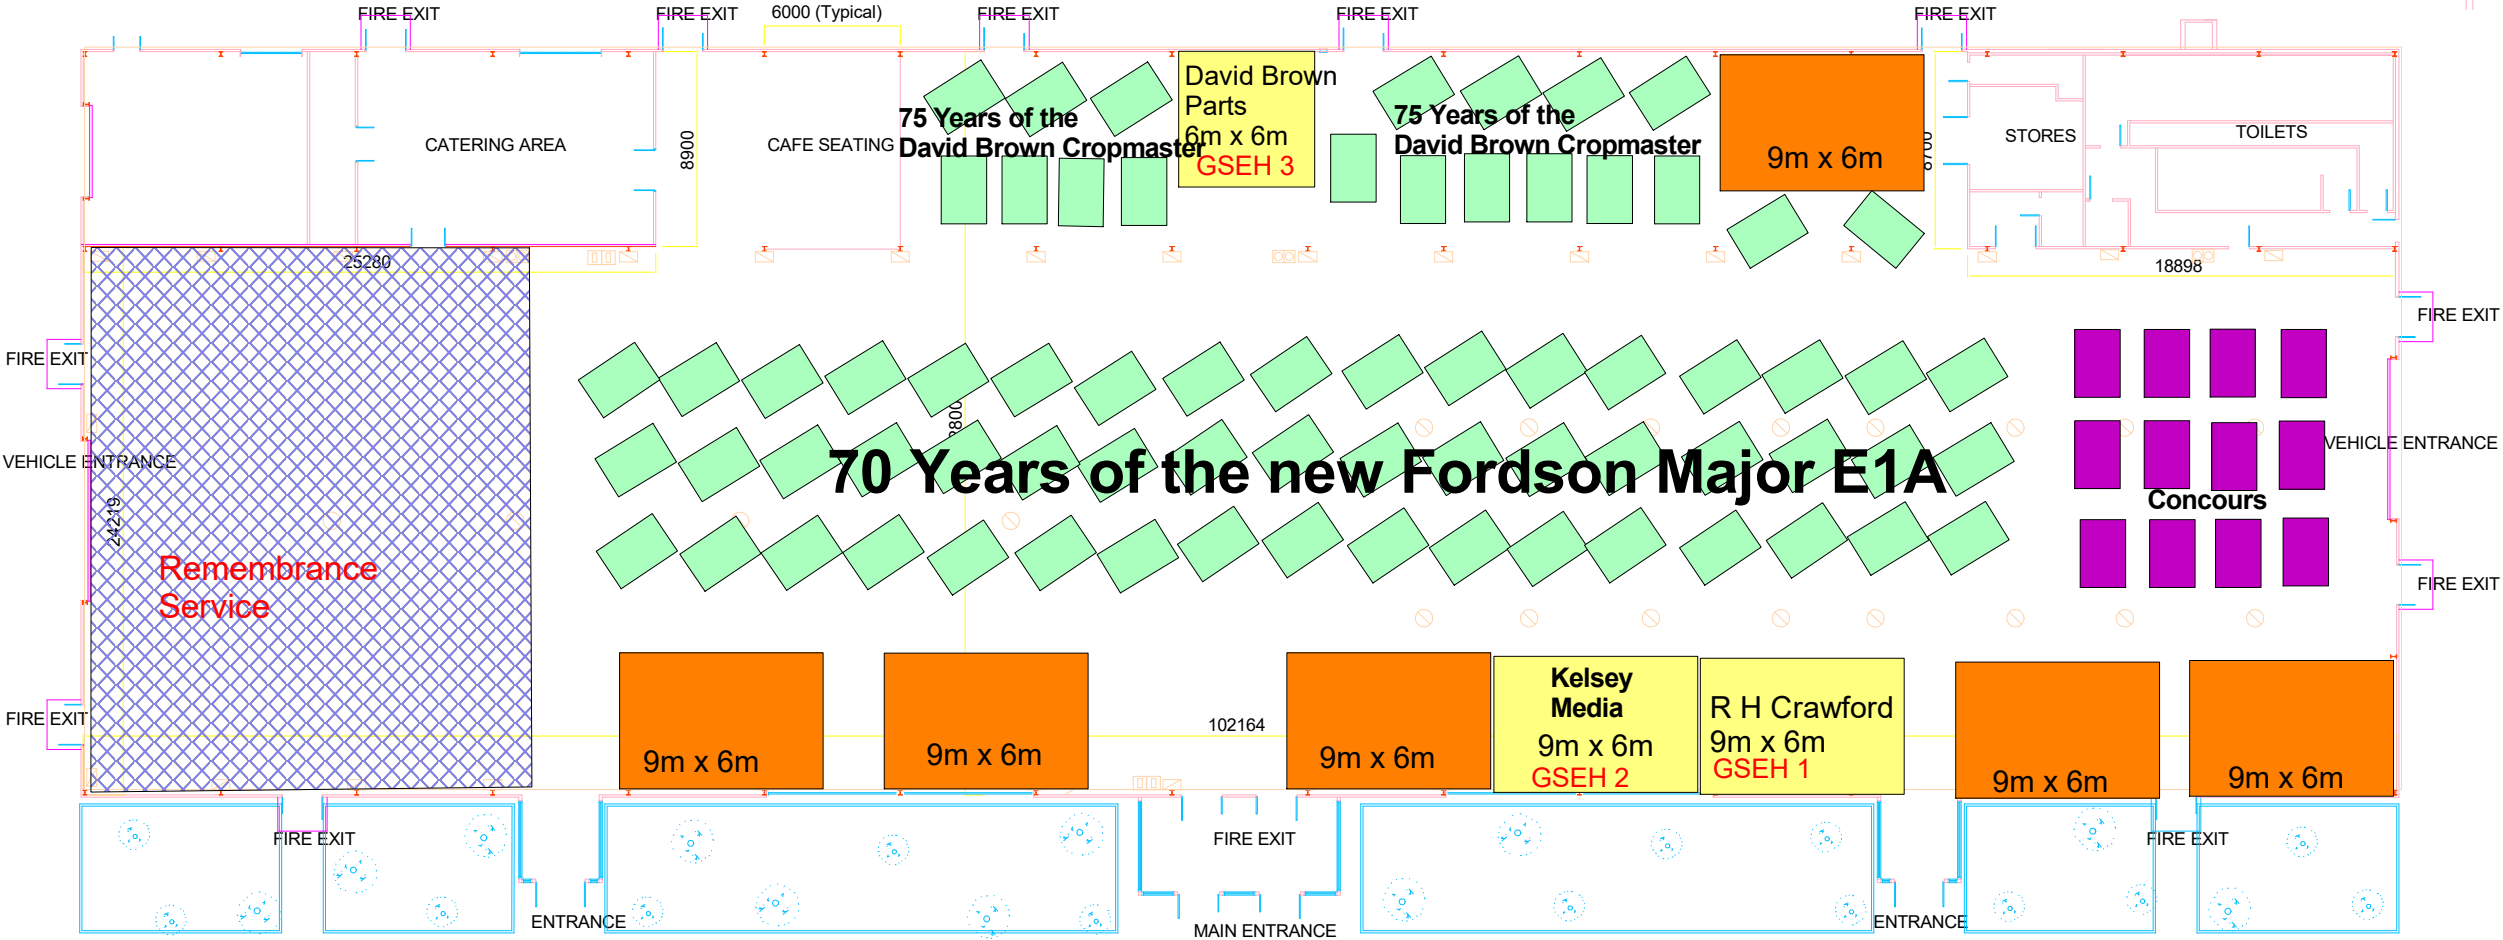 FIRE EXIT
FIRE EXIT
6000 (Typical)
FIRE EXIT
FIRE EXIT
FIRE EXIT
CATERING AREA
8900
CAFE SEATING
75 Years of the
David Brown Cropmaster
David Brown
Parts
6m x 6m
GSEH 3
75 Years of the
David Brown Cropmaster
9m x 6m
8700
STORES
TOILETS
25280
18898
FIRE EXIT
FIRE EXIT
VEHICLE ENTRANCE
24219
70 Years of the new Fordson Major E1A
VEHICLE ENTRANCE
Concours
Remembrance
Service
FIRE EXIT
FIRE EXIT
9m x 6m
9m x 6m
102164
9m x 6m
Kelsey
Media
9m x 6m
GSEH 2
R H Crawford
9m x 6m
GSEH 1
9m x 6m
9m x 6m
FIRE EXIT
FIRE EXIT
FIRE EXIT
ENTRANCE
MAIN ENTRANCE
ENTRANCE